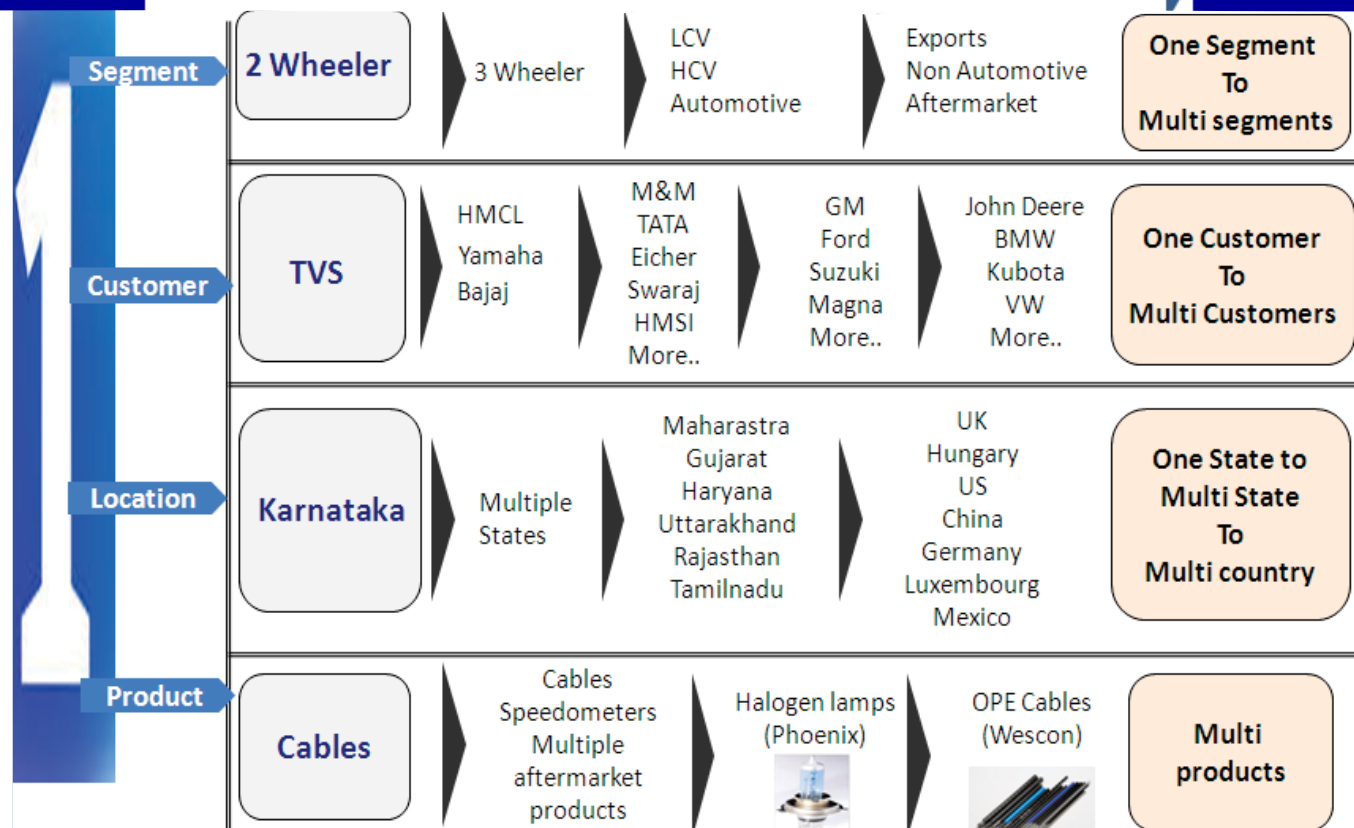 Segment
2 Wheeler
3 Wheeler
LCV
HCV
Automotive
Exports
Non Automotive
Aftermarket
One Segment
To
Multi segments
Customer
TVS
HMCL
Yamaha
Bajaj
M&M
TATA
Eicher
Swaraj
HMSI
More..
GM
Ford
Suzuki
Magna
More..
John Deere
BMW
Kubota
VW
More..
One Customer
To
Multi Customers
Location
Karnataka
Multiple
States
Maharastra
Gujarat
Haryana
Uttarakhand
Rajasthan
Tamilnadu
UK
Hungary
US
China
Germany
Luxembourg
Mexico
One State to
Multi State
To
Multi country
Product
Cables
Cables
Speedometers
Multiple
aftermarket
products
Halogen lamps
(Phoenix)
OPE Cables
(Wescon)
Multi
products
1